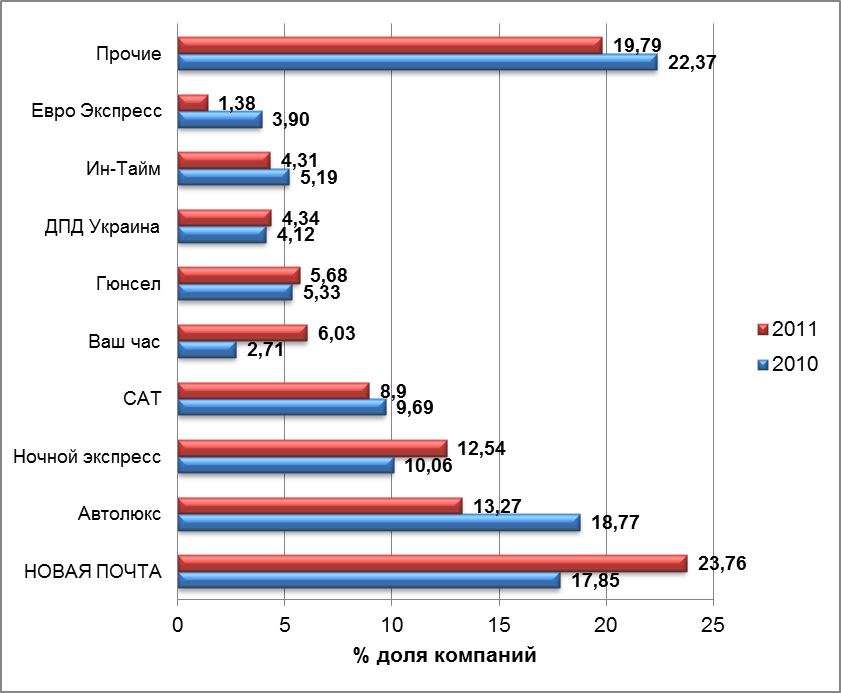 Прочие
19,79
22,37
Евро Экспресс
1,38
3,90
Ин-Тайм
4,31
5,19
ДПД Украина
4,34
4,12
Гюнсел
5,68
5,33
Ваш час
6,03
2,71
САТ
8,9
9,69
Ночной экспресс
12,54
10,06
Автолюкс
13,27
18,77
НОВАЯ ПОЧТА
23,76
17,85
0 5 10 15 20 25
% доля компаний
2011
2010